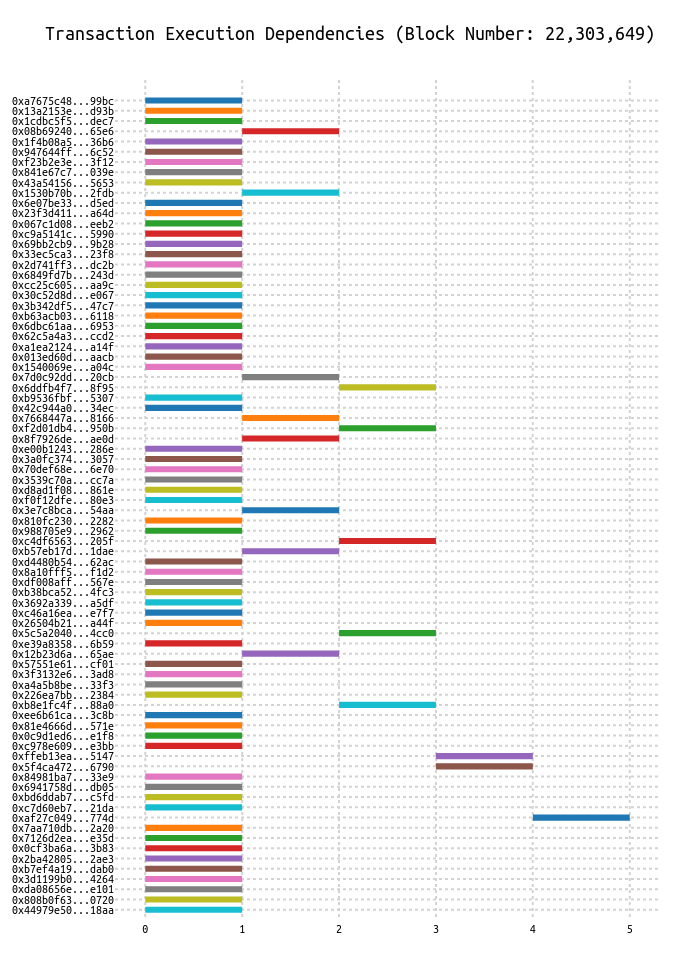 Transaction Execution Dependencies (Block Number: 22,303,649)
0xa7675c48...99bc
0x13a2153e...d93b
0x1cdbc5f5...dec7
0x08b69240...65e6
0x1f4b08a5...36b6
0x947644ff...6c52
0xf23b2e3e...3f12
0x841e67c7...039e
0x43a54156...5653
0x1530b70b...2fdb
0x6e07be33...d5ed
0x23f3d411...a64d
0x067c1d08...eeb2
0xc9a5141c...5990
0x69bb2cb9...9b28
0x33ec5ca3...23f8
0x2d741ff3...dc2b
0x6849fd7b...243d
0xcc25c605...aa9c
0x30c52d8d...e067
0x3b342df5...47c7
0xb63acb03...6118
0x6dbc61aa...6953
0x62c5a4a3...ccd2
0xa1ea2124...a14f
0x013ed60d...aacb
0x1540069e...a04c
0x7d0c92dd...20cb
0x6ddfb4f7...8f95
0xb9536fbf...5307
0x42c944a0...34ec
0x7668447a...8166
0xf2d01db4...950b
0x8f7926de...ae0d
0xe00b1243...286e
0x3a0fc374...3057
0x70def68e...6e70
0x3539c70a...cc7a
0xd8ad1f08...861e
0xf0f12dfe...80e3
0x3e7c8bca...54aa
0x810fc230...2282
0x988705e9...2962
0xc4df6563...205f
0xb57eb17d...1dae
0xd4480b54...62ac
0x8a10fff5...f1d2
0xdf008aff...567e
0xb38bca52...4fc3
0x3692a339...a5df
0xc46a16ea...e7f7
0x26504b21...a44f
0x5c5a2040...4cc0
0xe39a8358...6b59
0x12b23d6a...65ae
0x57551e61...cf01
0x3f3132e6...3ad8
0xa4a5b8be...33f3
0x226ea7bb...2384
0xb8e1fc4f...88a0
0xee6b61ca...3c8b
0x81e4666d...571e
0x0c9d1ed6...e1f8
0xc978e609...e3bb
0xffeb13ea...5147
0x5f4ca472...6790
0x84981ba7...33e9
0x6941758d...db05
0xbd6ddab7...c5fd
0xc7d60eb7...21da
0xaf27c049...774d
0x7aa710db...2a20
0x7126d2ea...e35d
0x0cf3ba6a...3b83
0x2ba42805...2ae3
0xb7ef4a19...dab0
0x3d1199b0...4264
0xda08656e...e101
0x808b0f63...0720
0x44979e50...18aa
0 1 2 3 4 5